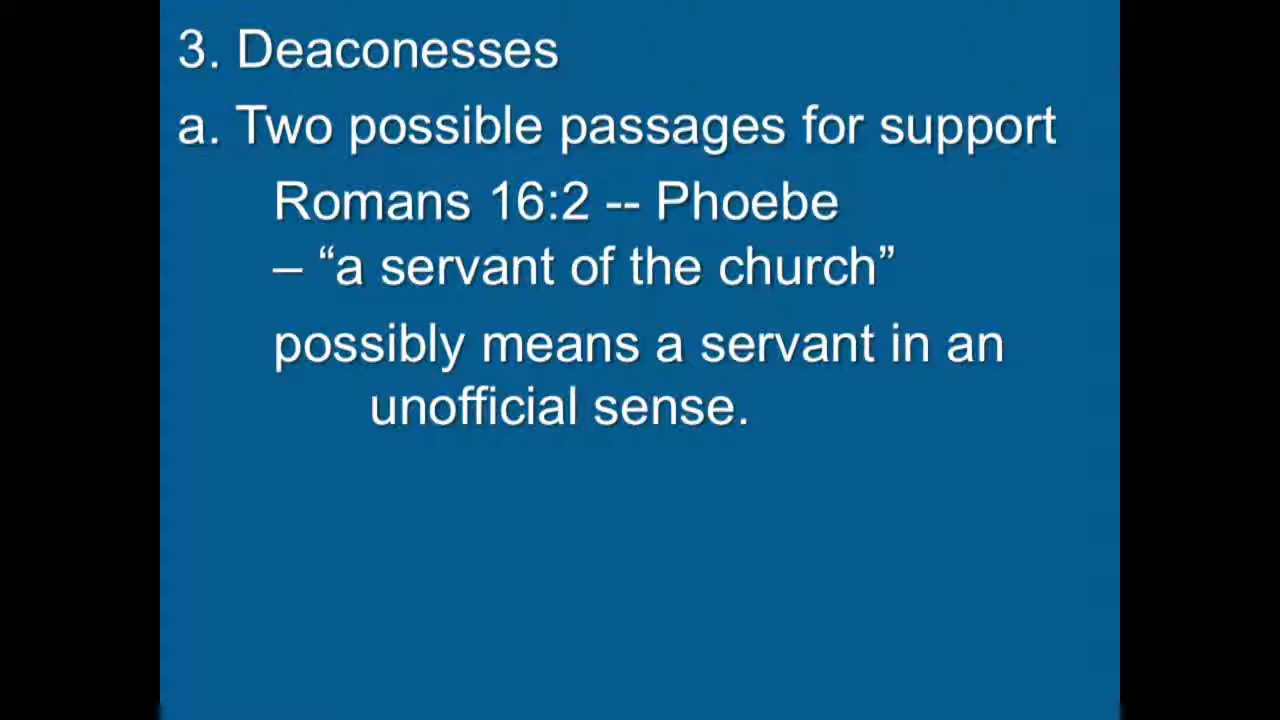 3. Deaconesses
a. Two possible passages for support
Romans 16:2 -- Phoebe
– “a servant of the church”
possibly means a servant in an
unofficial sense.